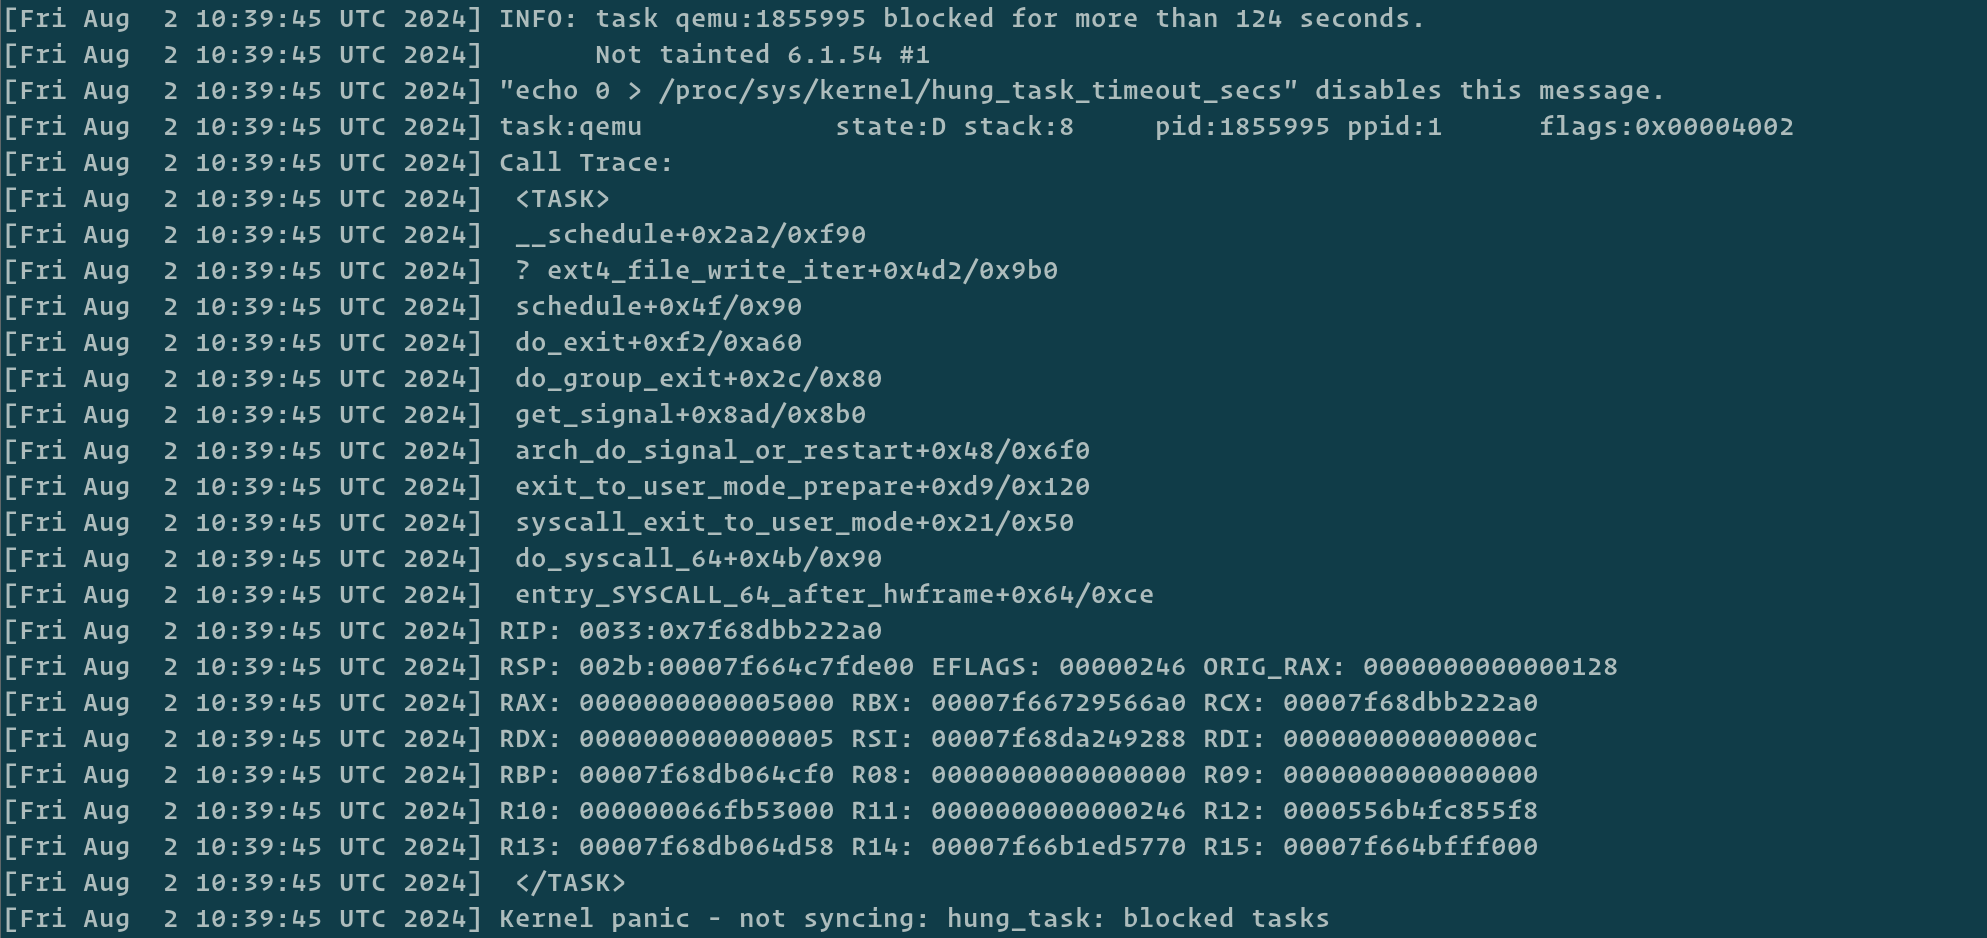 [Fri Aug  2 10:39:45 UTC 2024] INFO: task qemu:1855995 blocked for more than 124 seconds.
[Fri Aug  2 10:39:45 UTC 2024]       Not tainted 6.1.54 #1
[Fri Aug  2 10:39:45 UTC 2024] "echo 0 > /proc/sys/kernel/hung_task_timeout_secs" disables this message.
[Fri Aug  2 10:39:45 UTC 2024] task:qemu            state:D stack:8     pid:1855995 ppid:1      flags:0x00004002
[Fri Aug  2 10:39:45 UTC 2024] Call Trace:
[Fri Aug  2 10:39:45 UTC 2024]  <TASK>
[Fri Aug  2 10:39:45 UTC 2024]  __schedule+0x2a2/0xf90
[Fri Aug  2 10:39:45 UTC 2024]  ? ext4_file_write_iter+0x4d2/0x9b0
[Fri Aug  2 10:39:45 UTC 2024]  schedule+0x4f/0x90
[Fri Aug  2 10:39:45 UTC 2024]  do_exit+0xf2/0xa60
[Fri Aug  2 10:39:45 UTC 2024]  do_group_exit+0x2c/0x80
[Fri Aug  2 10:39:45 UTC 2024]  get_signal+0x8ad/0x8b0
[Fri Aug  2 10:39:45 UTC 2024]  arch_do_signal_or_restart+0x48/0x6f0
[Fri Aug  2 10:39:45 UTC 2024]  exit_to_user_mode_prepare+0xd9/0x120
[Fri Aug  2 10:39:45 UTC 2024]  syscall_exit_to_user_mode+0x21/0x50
[Fri Aug  2 10:39:45 UTC 2024]  do_syscall_64+0x4b/0x90
[Fri Aug  2 10:39:45 UTC 2024]  entry_SYSCALL_64_after_hwframe+0x64/0xce
[Fri Aug  2 10:39:45 UTC 2024] RIP: 0033:0x7f68dbb222a0
[Fri Aug  2 10:39:45 UTC 2024] RSP: 002b:00007f664c7fde00 EFLAGS: 00000246 ORIG_RAX: 0000000000000128
[Fri Aug  2 10:39:45 UTC 2024] RAX: 0000000000005000 RBX: 00007f66729566a0 RCX: 00007f68dbb222a0
[Fri Aug  2 10:39:45 UTC 2024] RDX: 0000000000000005 RSI: 00007f68da249288 RDI: 000000000000000c
[Fri Aug  2 10:39:45 UTC 2024] RBP: 00007f68db064cf0 R08: 0000000000000000 R09: 0000000000000000
[Fri Aug  2 10:39:45 UTC 2024] R10: 000000066fb53000 R11: 0000000000000246 R12: 0000556b4fc855f8
[Fri Aug  2 10:39:45 UTC 2024] R13: 00007f68db064d58 R14: 00007f66b1ed5770 R15: 00007f664bfff000
[Fri Aug  2 10:39:45 UTC 2024]  </TASK>
[Fri Aug  2 10:39:45 UTC 2024] Kernel panic - not syncing: hung_task: blocked tasks